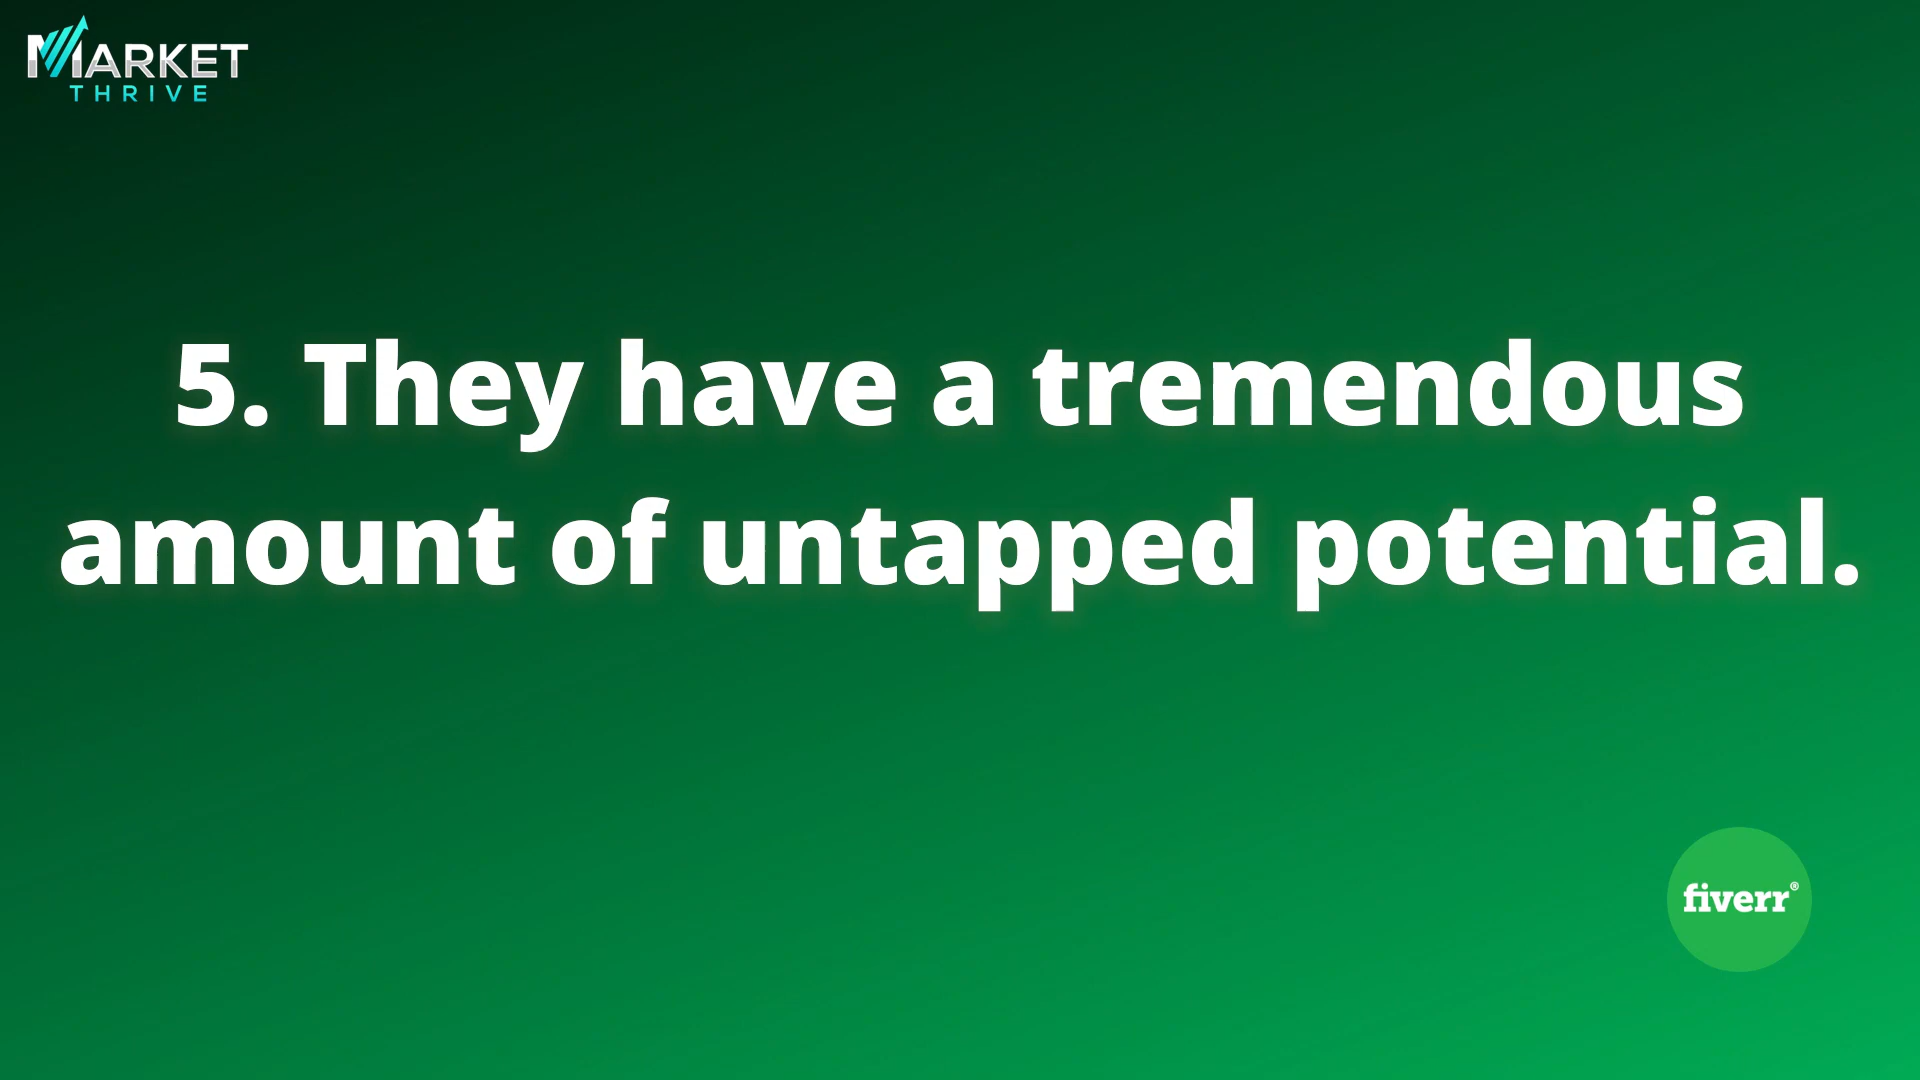 MARKET
THRIVE
5. They have a tremendous
amount of untapped potential.
fiverr®